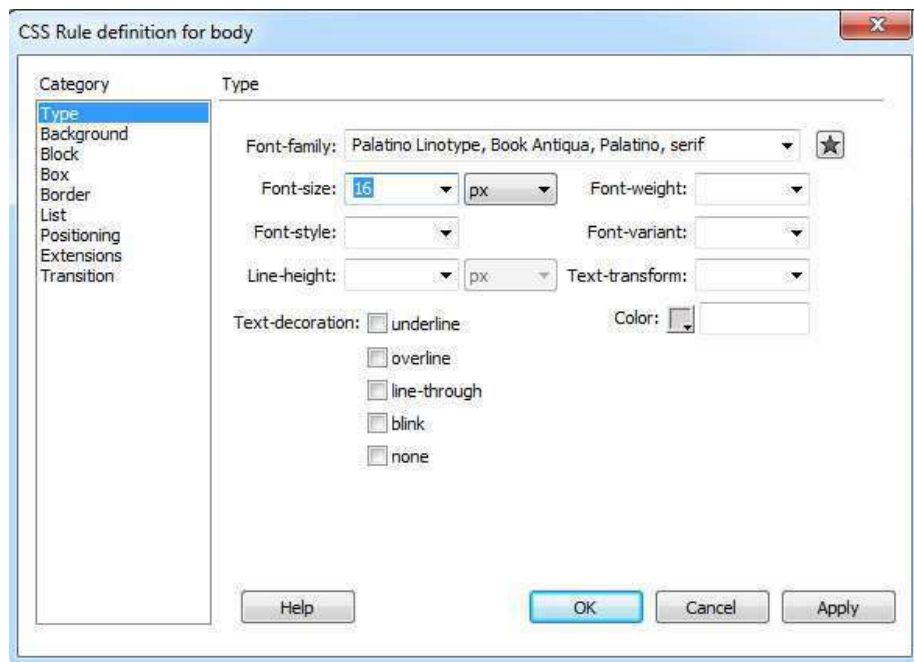 CSS Rule definition for body
Category
Type
Background
Block
Box
Border
List
Positioning
Extensions
Transition
Type
Font-family: Palatino Linotype, Book Antiqua, Palatino, serif
Font-size: 16 px Font-weight:
Font-style: Font-variant:
Line-height: px Text-transform:
Text-decoration: underline Color:
overline
line-through
blink
none
Help OK Cancel Apply